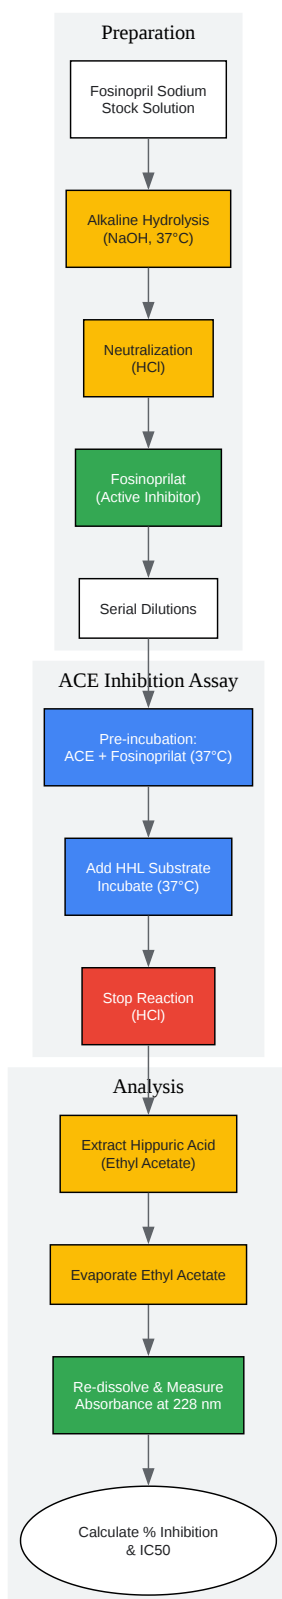 Preparation
Fosinopril Sodium
Stock Solution
Alkaline Hydrolysis
(NaOH, 37°C)
Neutralization
(HCl)
Fosinoprilat
(Active Inhibitor)
Serial Dilutions
ACE Inhibition Assay
Pre-incubation:
ACE + Fosinoprilat (37°C)
Add HHL Substrate
Incubate (37°C)
Stop Reaction
(HCl)
Analysis
Extract Hippuric Acid
(Ethyl Acetate)
Evaporate Ethyl Acetate
Re-dissolve & Measure
Absorbance at 228 nm
Calculate % Inhibition
& IC50